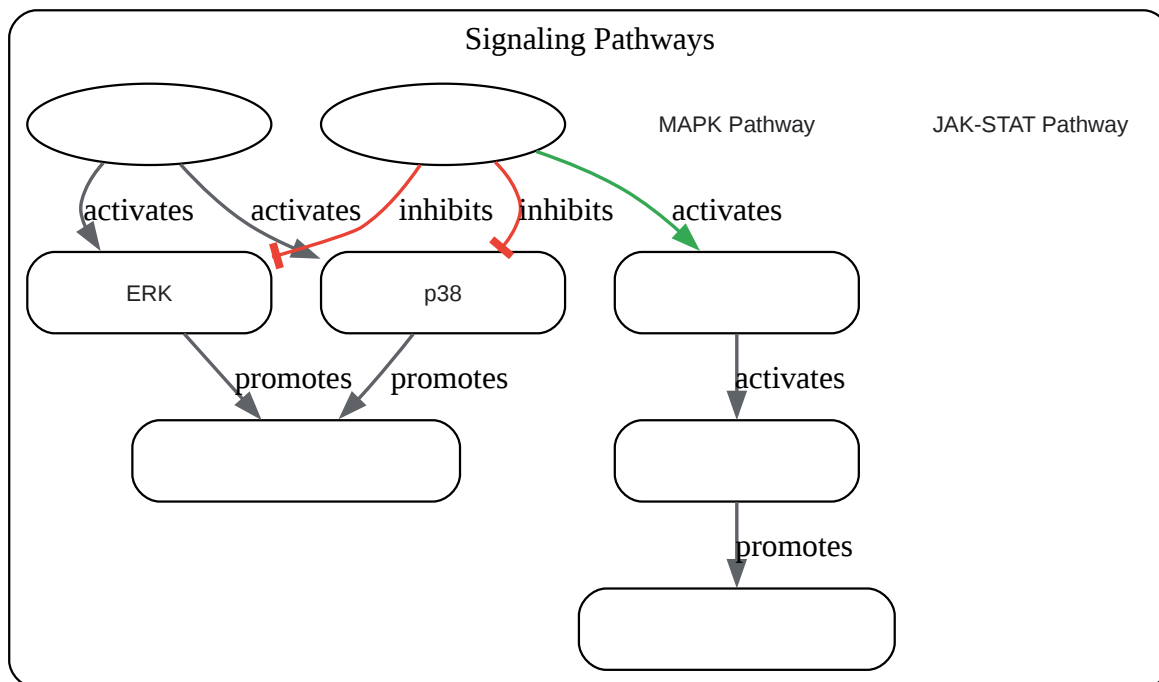 Signaling Pathways
MAPK Pathway
JAK-STAT Pathway
activates
activates
inhibits
inhibits
activates
ERK
p38
promotes
promotes
activates
promotes